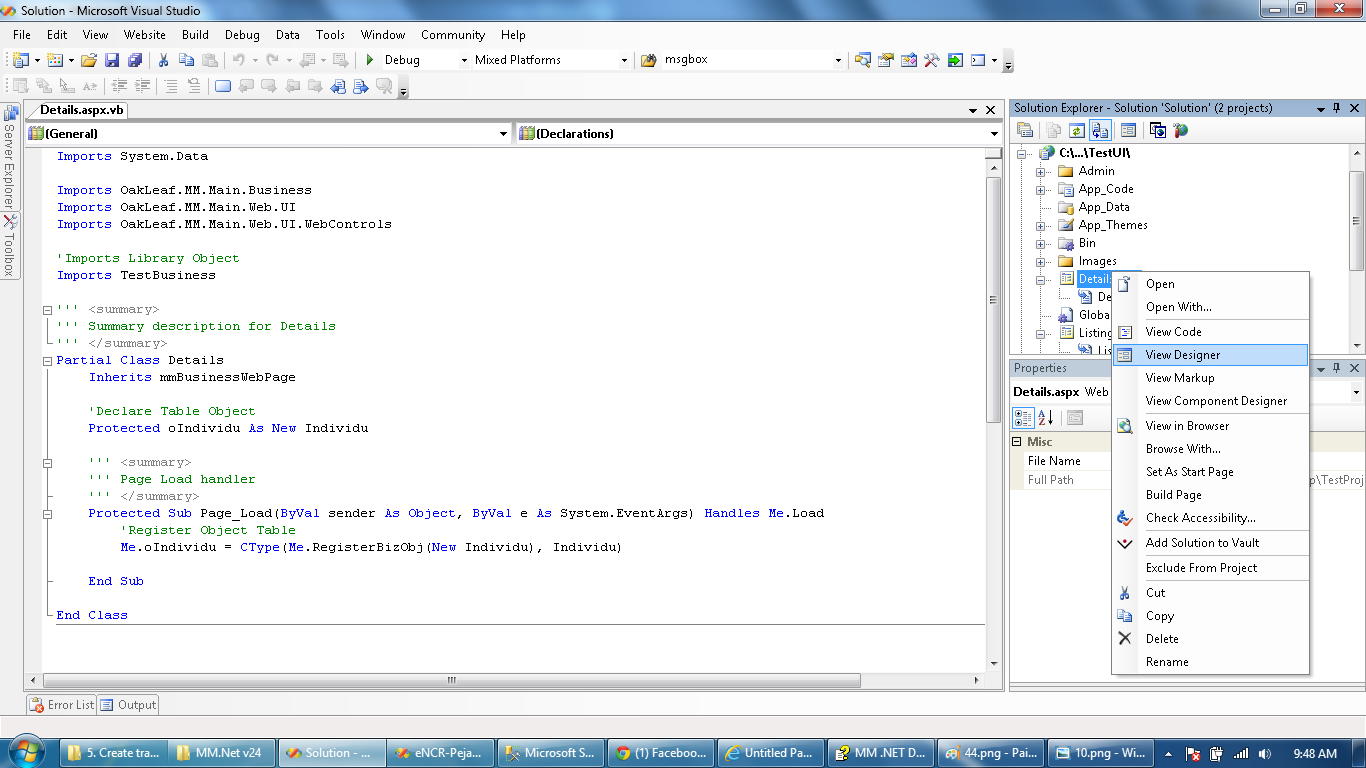 Solution - Microsoft Visual Studio
File Edit View Website Build Debug Data Tools Window Community Help
Debug Mixed Platforms msgbox
Server Explorer
Toolbox
Details.aspx.vb
(General) (Declarations)
Imports System.Data
Imports OakLeaf.MM.Main.Business
Imports OakLeaf.MM.Main.Web.UI
Imports OakLeaf.MM.Main.Web.UI.WebControls
'Imports Library Object
Imports TestBusiness
''' <summary>
''' Summary description for Details
''' </summary>
Partial Class Details
Inherits mmBusinessWebPage
'Declare Table Object
Protected oIndividu As New Individu
''' <summary>
''' Page Load handler
''' </summary>
Protected Sub Page_Load(ByVal sender As Object, ByVal e As System.EventArgs) Handles Me.Load
'Register Object Table
Me.oIndividu = CType(Me.RegisterBizObj(New Individu), Individu)
End Sub
End Class
Solution Explorer - Solution 'Solution' (2 projects)
C:\...\TestUI\
Admin
App_Code
App_Data
App_Themes
Bin
Images
Details
De
Globa
Listing
Lis
Properties
Details.aspx Web
Misc
File Name
Full Path p\TestProj
Open
Open With...
View Code
View Designer
View Markup
View Component Designer
View in Browser
Browse With...
Set As Start Page
Build Page
Check Accessibility...
Add Solution to Vault
Exclude From Project
Cut
Copy
Delete
Rename
Error List Output
5. Create tra... MM.Net v24 Solution - ... eNCR-Peja... Microsoft S... (1) Faceboo... Untitled Pa... MM .NET D... 44.png - Pai... 10.png - Wi... 9:48 AM